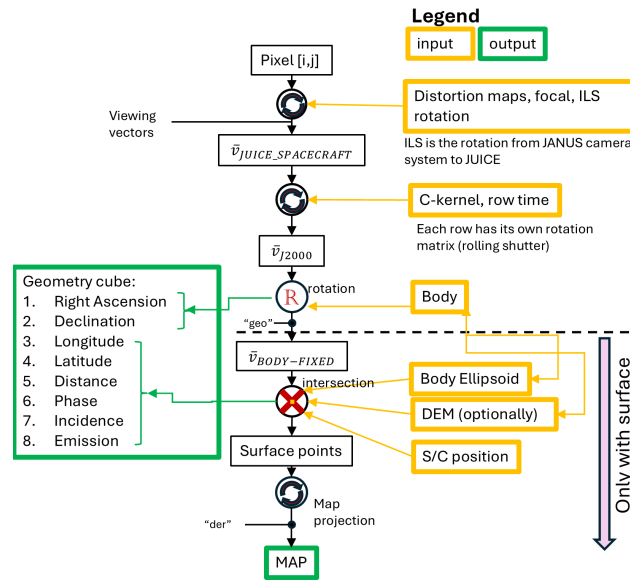 Legend
input
output
Pixel [i,j]
Distortion maps, focal, ILS
rotation
Viewing
vectors
ILS is the rotation from JANUS camera
system to JUICE
v̅JUICE_SPACECRAFT
C-kernel, row time
Each row has its own rotation
matrix (rolling shutter)
v̅J2000
Geometry cube:
1. Right Ascension
2. Declination
3. Longitude
4. Latitude
5. Distance
6. Phase
7. Incidence
8. Emission
rotation
R
Body
“geo”
v̅BODY−FIXED
intersection
Body Ellipsoid
DEM (optionally)
S/C position
Only with surface
Surface points
Map
projection
“der”
MAP